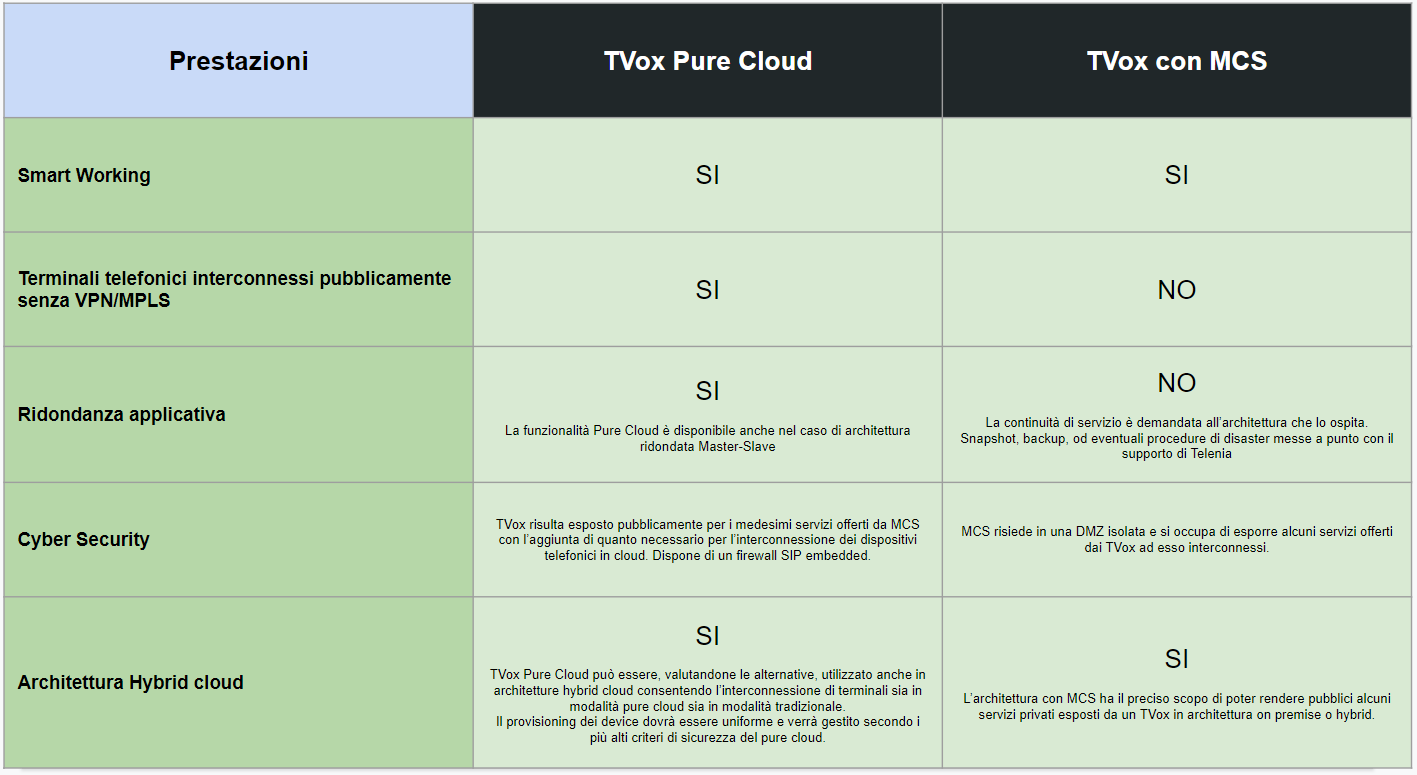 Prestazioni
TVox Pure Cloud
TVox con MCS
Smart Working
SI
SI
Terminali telefonici interconnessi pubblicamente
senza VPN/MPLS
SI
NO
Ridondanza applicativa
SI
La funzionalità Pure Cloud è disponibile anche nel caso di architettura
ridondata Master-Slave
NO
La continuità di servizio è demandata all'architettura che lo ospita.
Snapshot, backup, od eventuali procedure di disaster messe a punto con il
supporto di Telenia
Cyber Security
TVox risulta esposto pubblicamente per i medesimi servizi offerti da MCS
con l'aggiunta di quanto necessario per l'interconnessione dei dispositivi
telefonici in cloud. Dispone di un firewall SIP embedded.
MCS risiede in una DMZ isolata e si occupa di esporre alcuni servizi offerti
dai TVox ad esso interconnessi.
Architettura Hybrid cloud
SI
TVox Pure Cloud può essere, valutandone le alternative, utilizzato anche in
architetture hybrid cloud consentendo l'interconnessione di terminali sia in
modalità pure cloud sia in modalità tradizionale.
Il provisioning dei device dovrà essere uniforme e verrà gestito secondo i
più alti criteri di sicurezza del pure cloud.
SI
L'architettura con MCS ha il preciso scopo di poter rendere pubblici alcuni
servizi privati esposti da un TVox in architettura on premise o hybrid.